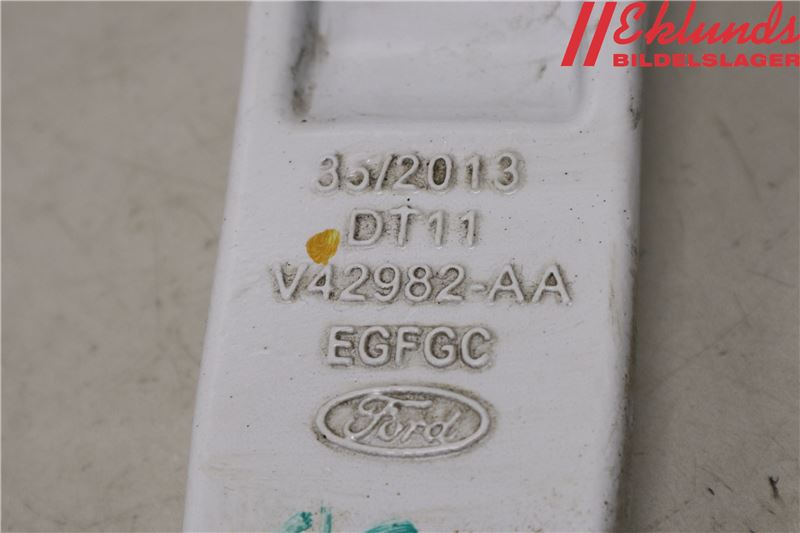 Eklunds
BILDELSLAGER
35/2013
DT11
V42982-AA
EGFGC
Ford